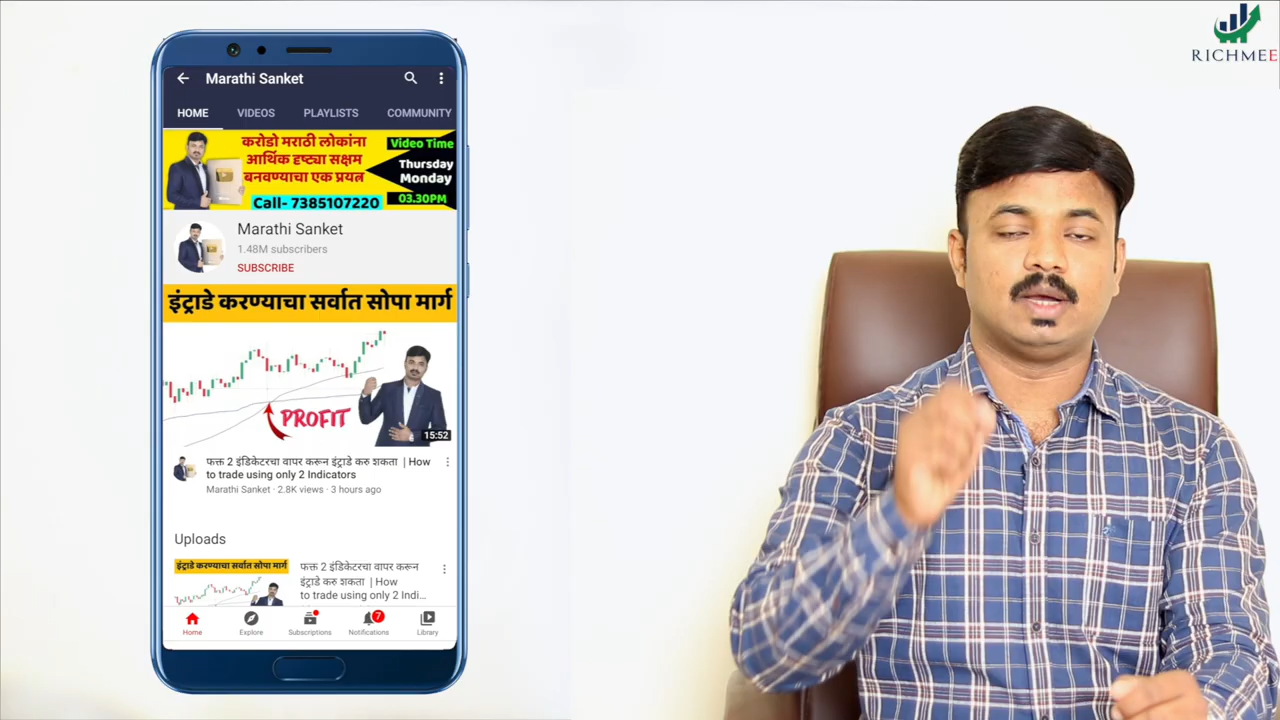 RICHMEE
Marathi Sanket
HOME VIDEOS PLAYLISTS COMMUNITY
करोडो मराठी लोकांना
आर्थिक दृष्ट्या सक्षम
बनवण्याचा एक प्रयत्न
Call- 7385107220
Video Time
Thursday
Monday
03.30PM
Marathi Sanket
1.48M subscribers
SUBSCRIBE
इंट्राडे करण्याचा सर्वात सोपा मार्ग
PROFIT
15:52
फक्त 2 इंडिकेटरचा वापर करून इंट्राडे करु शकता | How
to trade using only 2 Indicators
Marathi Sanket · 2.8K views · 3 hours ago
Uploads
इंट्राडे करण्याचा सर्वात सोपा मार्ग
फक्त 2 इंडिकेटरचा वापर करून
इंट्राडे करु शकता | How
to trade using only 2 Indi...
7
Home Explore Subscriptions Notifications Library